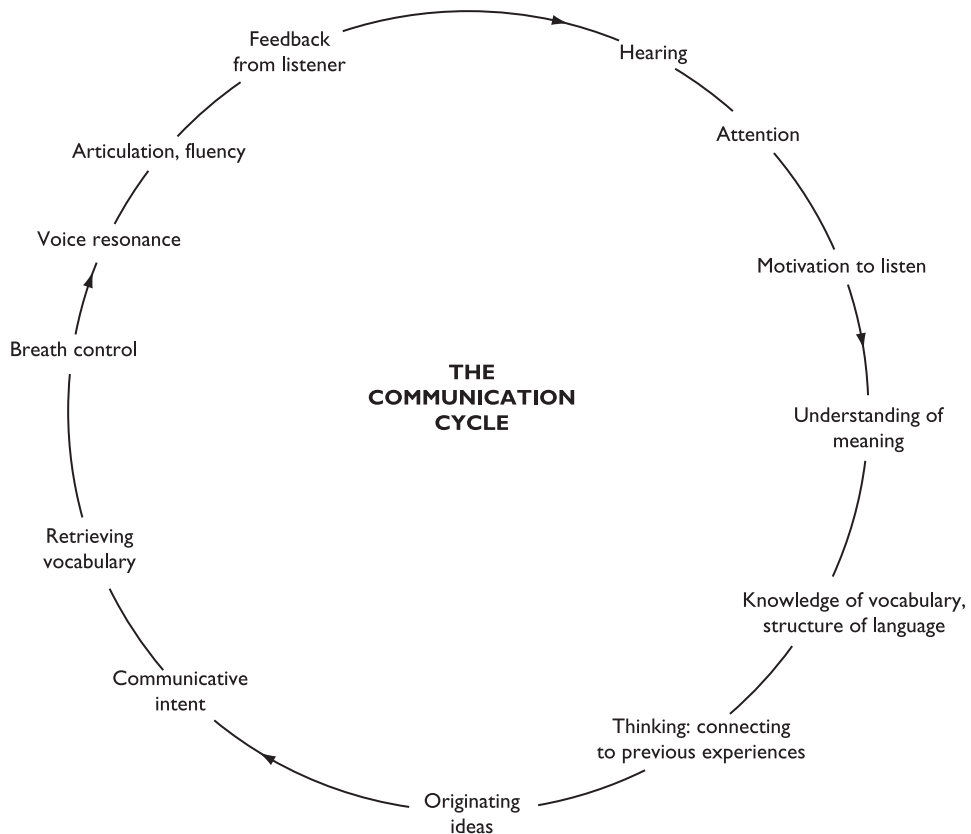 Feedback
from listener
Hearing
Attention
Motivation to listen
Understanding of
meaning
Knowledge of vocabulary,
structure of language
Thinking: connecting
to previous experiences
Originating
ideas
Communicative
intent
Retrieving
vocabulary
Breath control
Voice resonance
Articulation, fluency
THE
COMMUNICATION
CYCLE